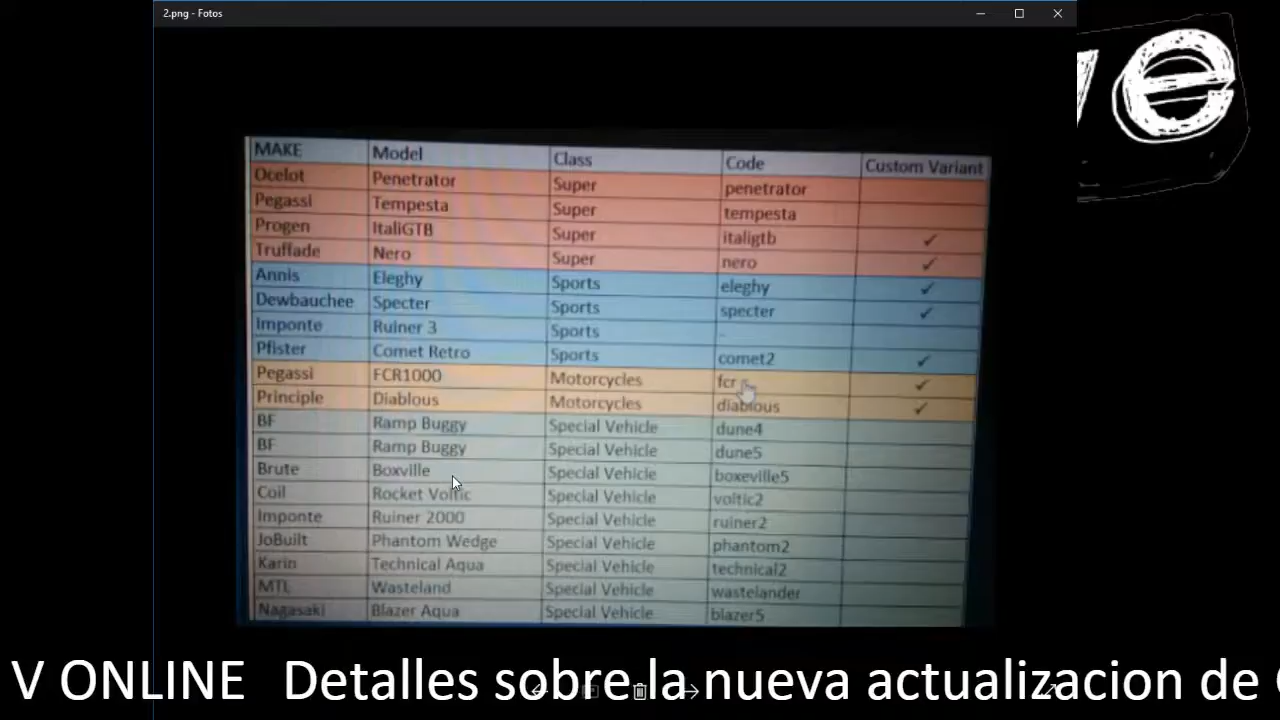 2.png - Fotos
e
MAKE Model Class Code Custom Variant
Ocelot Penetrator Super penetrator
Pegassi Tempesta Super tempesta
Progen ItaliGTB Super italigtb ✓
Truffade Nero Super nero ✓
Annis Eleghy Sports eleghy ✓
Dewbauchee Specter Sports specter ✓
Imponte Ruiner 3 Sports -
Pfister Comet Retro Sports comet2 ✓
Pegassi FCR1000 Motorcycles fcr ✓
Principle Diablous Motorcycles diablous ✓
BF Ramp Buggy Special Vehicle dune4
BF Ramp Buggy Special Vehicle dune5
Brute Boxville Special Vehicle boxeville5
Coil Rocket Voltic Special Vehicle voltic2
Imponte Ruiner 2000 Special Vehicle ruiner2
JoBuilt Phantom Wedge Special Vehicle phantom2
Karin Technical Aqua Special Vehicle technical2
MTL Wasteland Special Vehicle wastelander
Nagasaki Blazer Aqua Special Vehicle blazer5
V ONLINE Detalles sobre la nueva actualizacion de